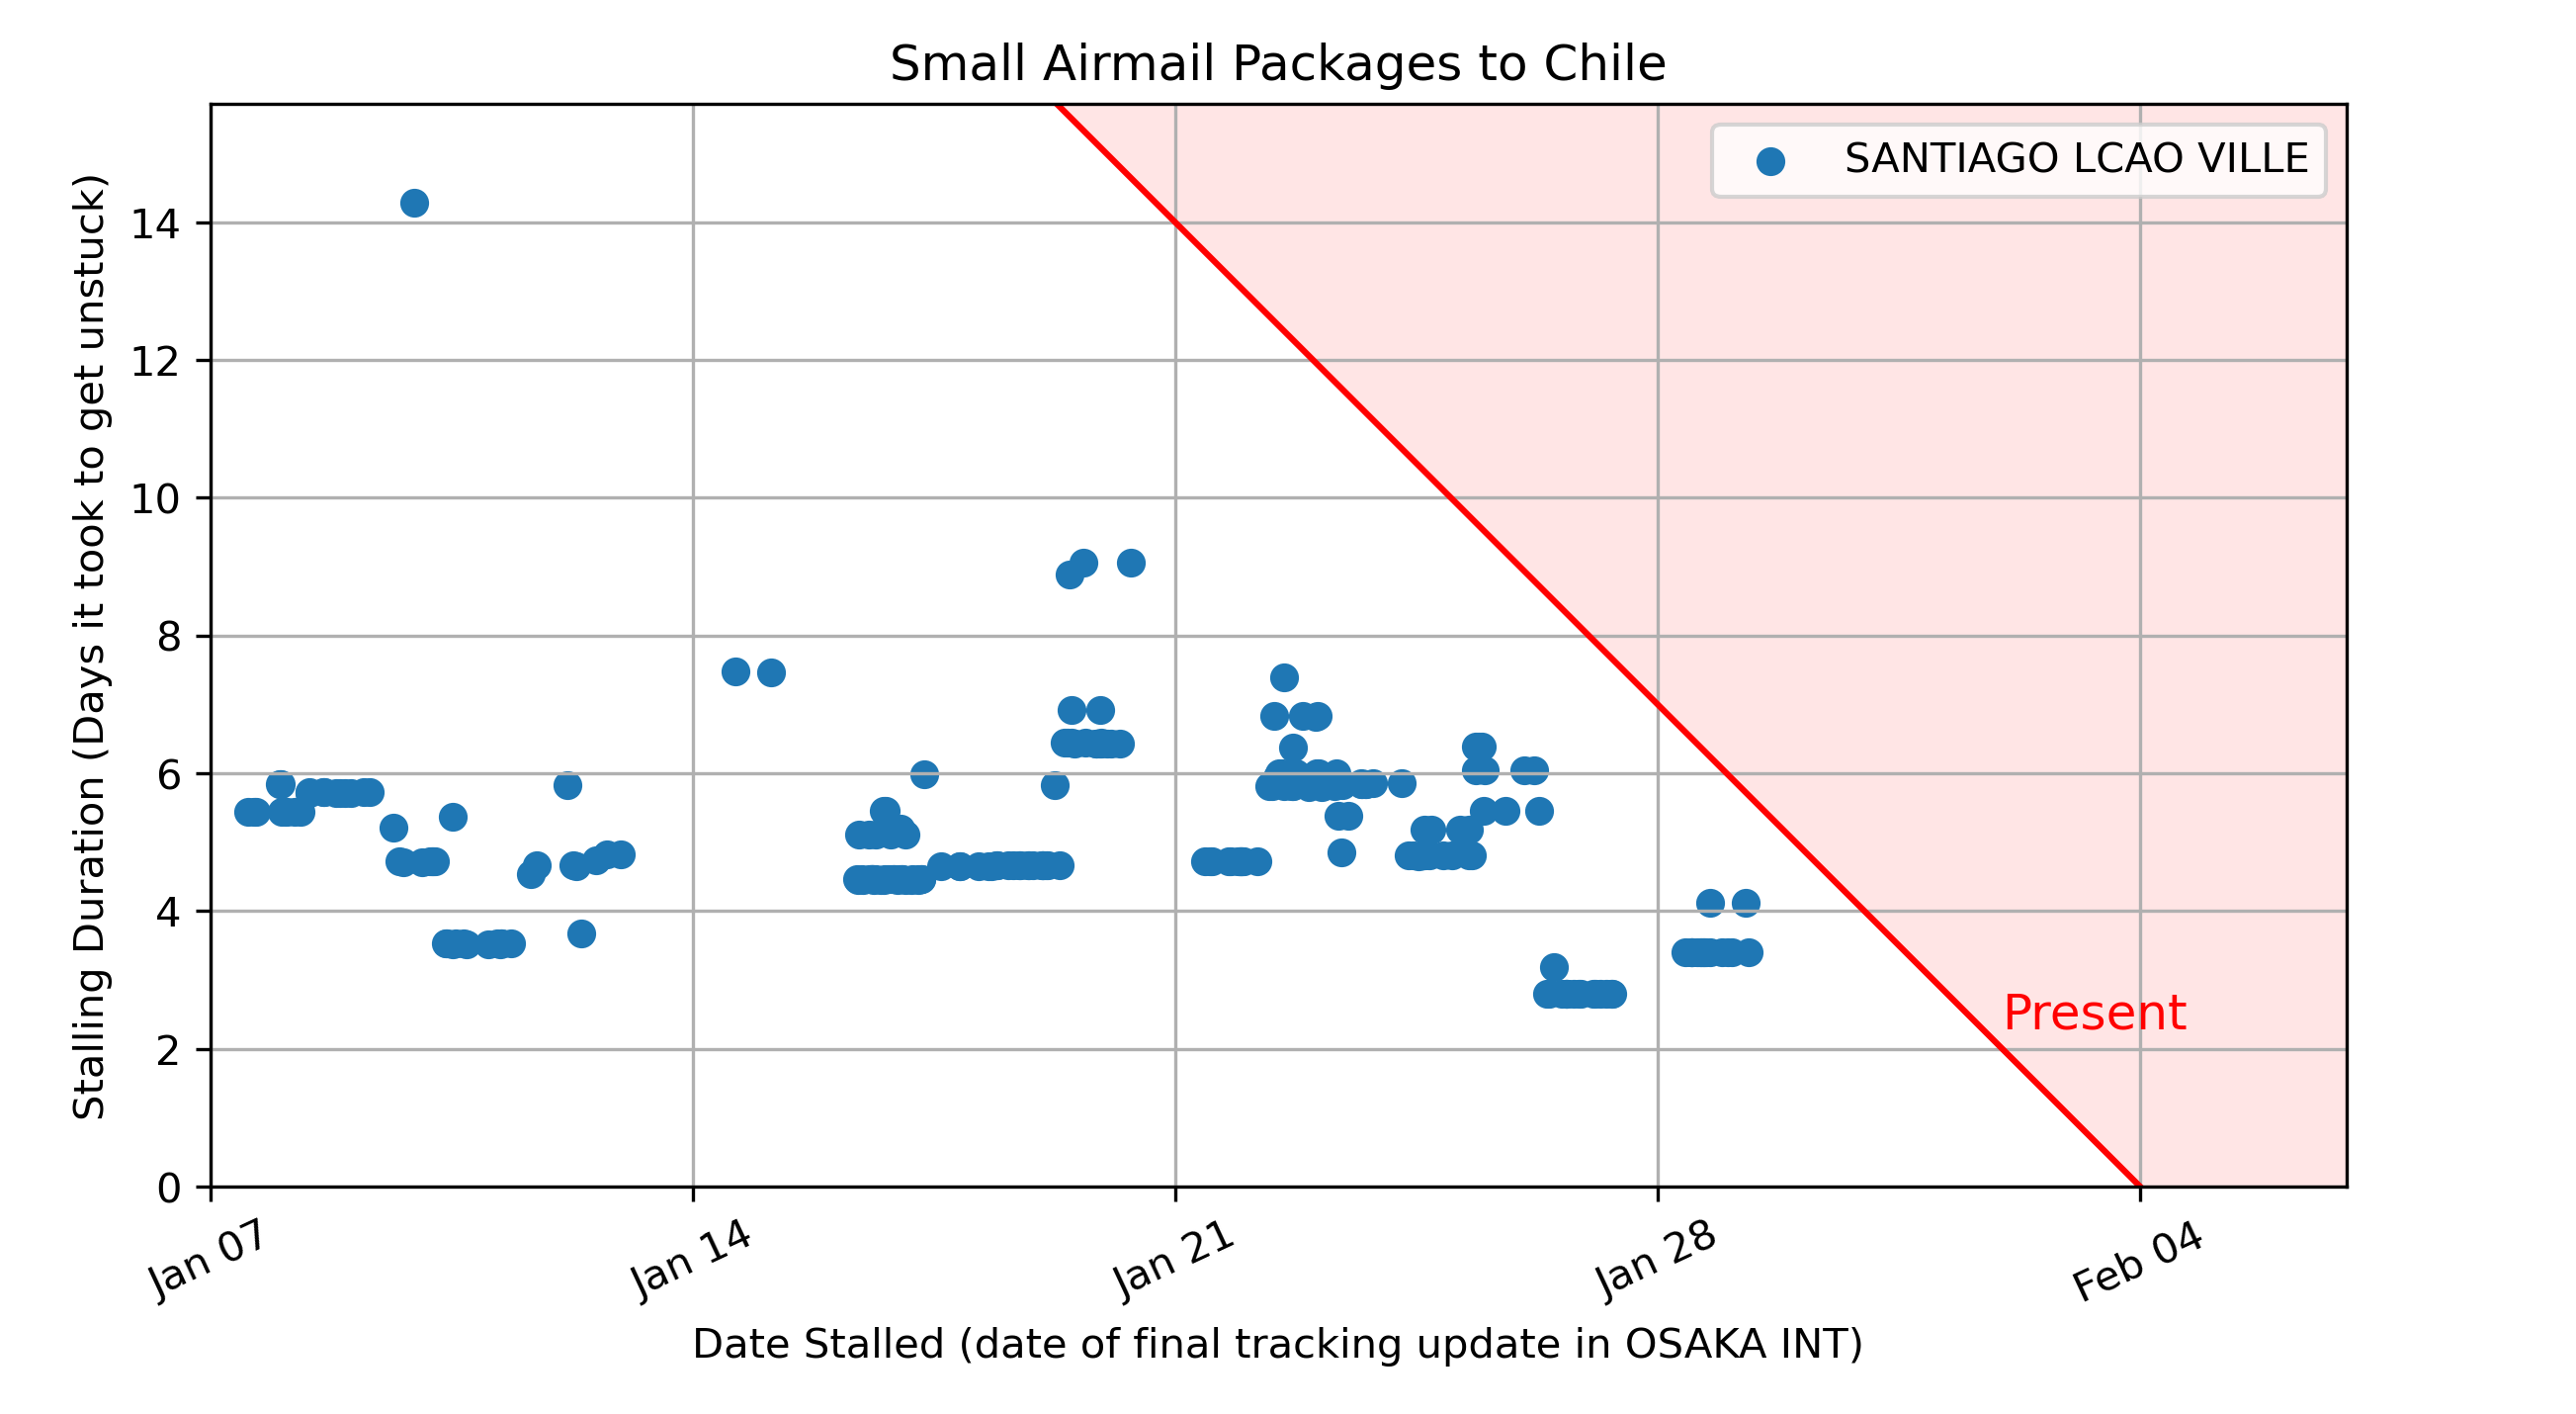 Small Airmail Packages to Chile
SANTIAGO LCAO VILLE
Stalling Duration (Days it took to get unstuck)
14
12
10
8
6
4
2
0
Present
Jan 07
Jan 14
Jan 21
Jan 28
Feb 04
Date Stalled (date of final tracking update in OSAKA INT)